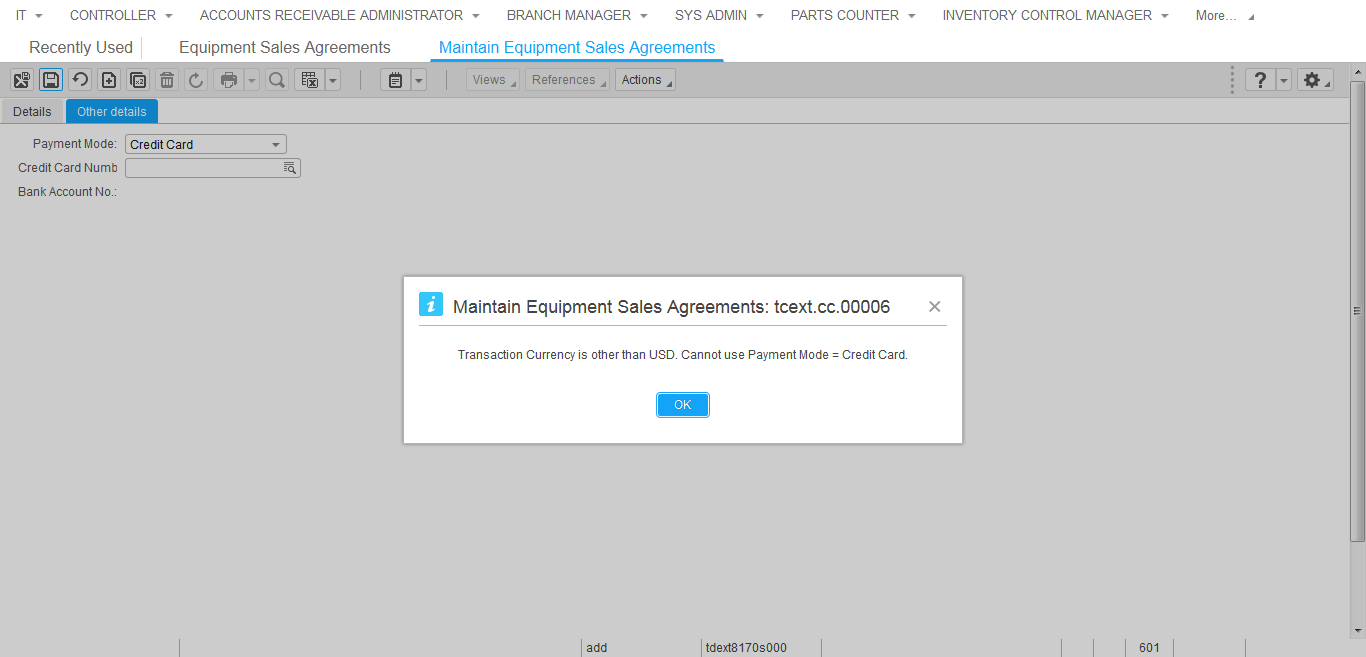 IT CONTROLLER ACCOUNTS RECEIVABLE ADMINISTRATOR BRANCH MANAGER SYS ADMIN PARTS COUNTER INVENTORY CONTROL MANAGER More...
Recently Used Equipment Sales Agreements Maintain Equipment Sales Agreements
Views References Actions ?
Details Other details
Payment Mode: Credit Card
Credit Card Numb
Bank Account No.:
i Maintain Equipment Sales Agreements: tcext.cc.00006
Transaction Currency is other than USD. Cannot use Payment Mode = Credit Card.
OK
add tdext8170s000 601